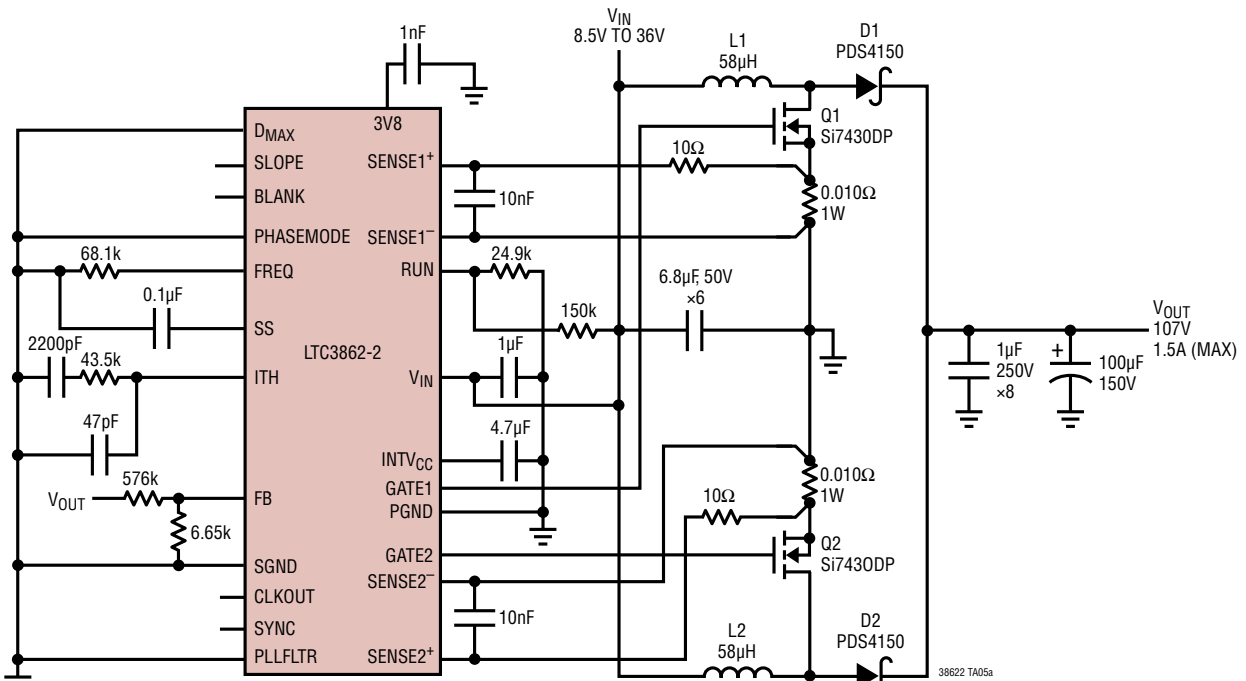 1nF
V_IN
8.5V TO 36V
L1
58µH
D1
PDS4150
3V8
D_MAX
SLOPE
BLANK
PHASEMODE
FREQ
SS
ITH
FB
SGND
CLKOUT
SYNC
PLLFLTR
LTC3862-2
SENSE1+
SENSE1–
RUN
V_IN
INTV_CC
GATE1
PGND
GATE2
SENSE2–
SENSE2+
68.1k
0.1µF
2200pF
43.5k
47pF
V_OUT
576k
6.65k
10nF
10Ω
Q1
Si7430DP
0.010Ω
1W
24.9k
150k
6.8µF, 50V
×6
1µF
4.7µF
V_OUT
107V
1.5A (MAX)
1µF
250V
×8
+
100µF
150V
0.010Ω
1W
10Ω
Q2
Si743ODP
10nF
L2
58µH
D2
PDS4150
38622 TA05a